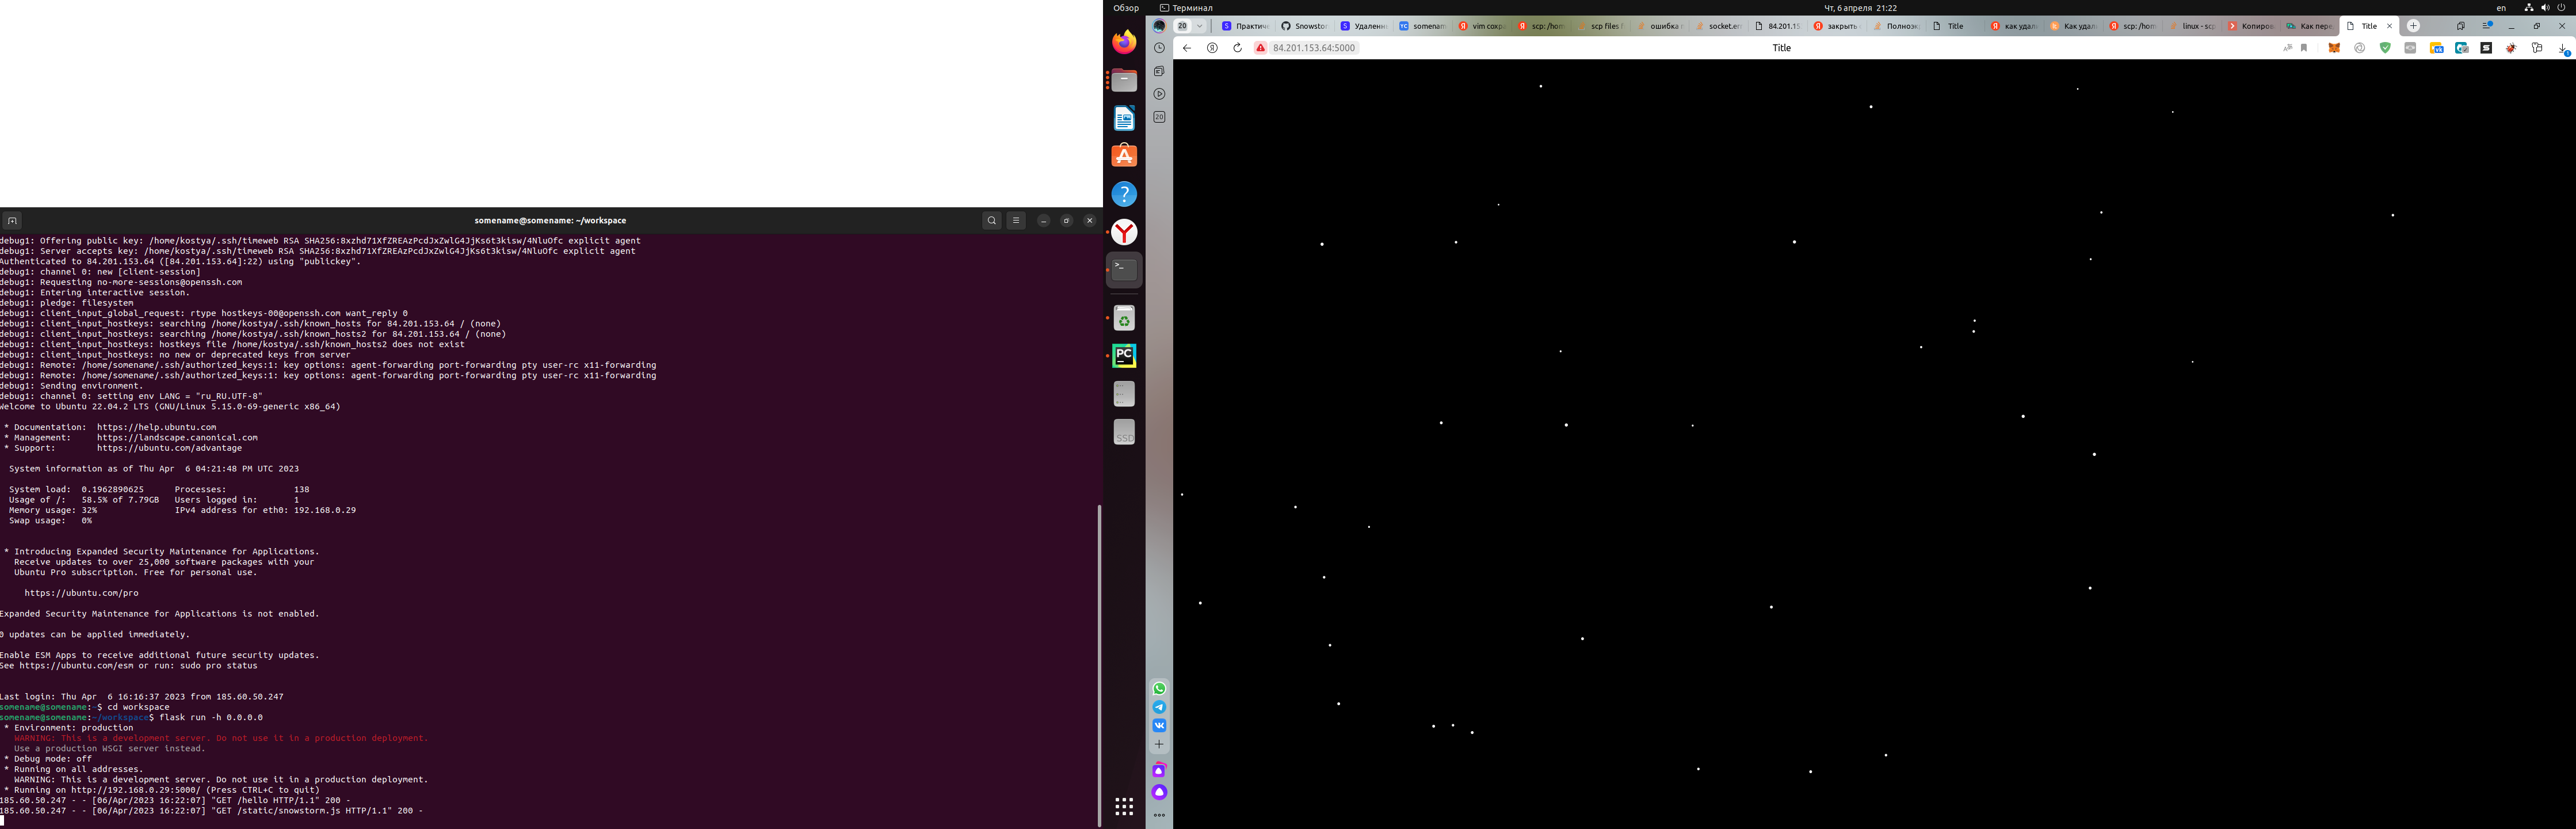 Обзор
Терминал
Чт, 6 апреля 21:22
en
20
Практиче
Snowstor
Удаленни
somenam
vim сохра
scp: /hom
scp files f
ошибка
socket.err
84.201.15
закрыть
Полноэк
Title
как удал
Как удал
scp: /hom
linux - scp
Копиров
Как пере
Title
84.201.153.64:5000
Title
20
SSD
somename@somename: ~/workspace
debug1: Offering public key: /home/kostya/.ssh/timeweb RSA SHA256:8xzhd71XfZREAzPcdJxZwlG4JjKs6t3kisw/4NluOfc explicit agent
debug1: Server accepts key: /home/kostya/.ssh/timeweb RSA SHA256:8xzhd71XfZREAzPcdJxZwlG4JjKs6t3kisw/4NluOfc explicit agent
Authenticated to 84.201.153.64 ([84.201.153.64]:22) using "publickey".
debug1: channel 0: new [client-session]
debug1: Requesting no-more-sessions@openssh.com
debug1: Entering interactive session.
debug1: pledge: filesystem
debug1: client_input_global_request: rtype hostkeys-00@openssh.com want_reply 0
debug1: client_input_hostkeys: searching /home/kostya/.ssh/known_hosts for 84.201.153.64 / (none)
debug1: client_input_hostkeys: searching /home/kostya/.ssh/known_hosts2 for 84.201.153.64 / (none)
debug1: client_input_hostkeys: hostkeys file /home/kostya/.ssh/known_hosts2 does not exist
debug1: client_input_hostkeys: no new or deprecated keys from server
debug1: Remote: /home/somename/.ssh/authorized_keys:1: key options: agent-forwarding port-forwarding pty user-rc x11-forwarding
debug1: Remote: /home/somename/.ssh/authorized_keys:1: key options: agent-forwarding port-forwarding pty user-rc x11-forwarding
debug1: Sending environment.
debug1: channel 0: setting env LANG = "ru_RU.UTF-8"
Welcome to Ubuntu 22.04.2 LTS (GNU/Linux 5.15.0-69-generic x86_64)
* Documentation: https://help.ubuntu.com
* Management: https://landscape.canonical.com
* Support: https://ubuntu.com/advantage
System information as of Thu Apr 6 04:21:48 PM UTC 2023
System load: 0.1962890625 Processes: 138
Usage of /: 58.5% of 7.79GB Users logged in: 1
Memory usage: 32% IPv4 address for eth0: 192.168.0.29
Swap usage: 0%
* Introducing Expanded Security Maintenance for Applications.
Receive updates to over 25,000 software packages with your
Ubuntu Pro subscription. Free for personal use.
https://ubuntu.com/pro
Expanded Security Maintenance for Applications is not enabled.
0 updates can be applied immediately.
Enable ESM Apps to receive additional future security updates.
See https://ubuntu.com/esm or run: sudo pro status
Last login: Thu Apr 6 16:16:37 2023 from 185.60.50.247
somename@somename:~$ cd workspace
somename@somename:~/workspace$ flask run -h 0.0.0.0
* Environment: production
WARNING: This is a development server. Do not use it in a production deployment.
Use a production WSGI server instead.
* Debug mode: off
* Running on all addresses.
WARNING: This is a development server. Do not use it in a production deployment.
* Running on http://192.168.0.29:5000/ (Press CTRL+C to quit)
185.60.50.247 - - [06/Apr/2023 16:22:07] "GET /hello HTTP/1.1" 200 -
185.60.50.247 - - [06/Apr/2023 16:22:07] "GET /static/snowstorm.js HTTP/1.1" 200 -